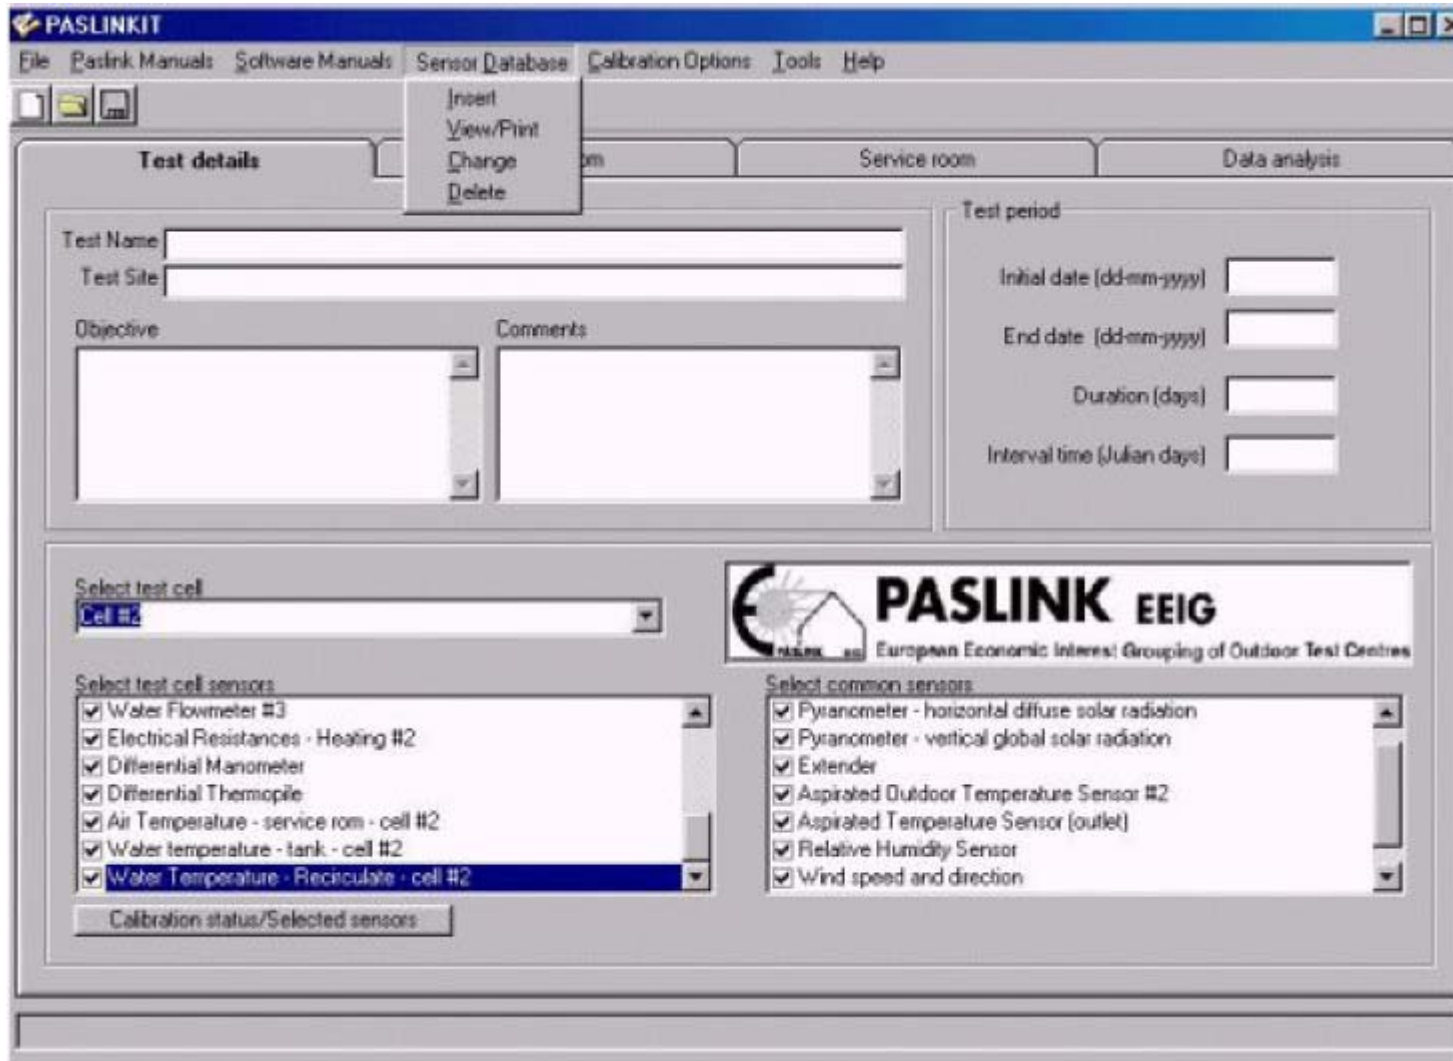 PASLINKIT
File Paslink Manuals Software Manuals Sensor Database Calibration Options Tools Help
Insert
View/Print
Change
Delete
Test details
Service room
Data analysis
Test Name
Test Site
Objective
Comments
Test period
Initial date (dd-mm-yyyy)
End date (dd-mm-yyyy)
Duration (days)
Interval time (Julian days)
Select test cell
Cell #2
PASLINK EEIG
European Economic Interest Grouping of Outdoor Test Centres
Select test cell sensors
Water Flowmeter #3
Electrical Resistances - Heating #2
Differential Manometer
Differential Thermopile
Air Temperature - service rom - cell #2
Water temperature - tank - cell #2
Water Temperature - Recirculate - cell #2
Select common sensors
Pyranometer - horizontal diffuse solar radiation
Pyranometer - vertical global solar radiation
Extender
Aspirated Outdoor Temperature Sensor #2
Aspirated Temperature Sensor (outlet)
Relative Humidity Sensor
Wind speed and direction
Calibration status/Selected sensors